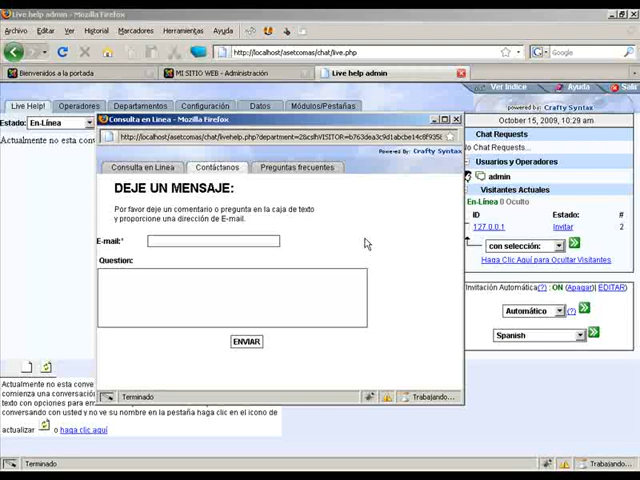 Live help admin - Mozilla Firefox
Archivo Editar Ver Historial Marcadores Herramientas Ayuda
http://localhost/asetcomas/chat/live.php
Google
Bienvenidos a la portada
MI SITIO WEB - Administración
Live help admin
Ver Indice Ayuda Salir
Live Help! Operadores Departamentos Configuración Datos Módulos/Pestañas
powered by: Crafty Syntax
Estado: En-Línea
October 15, 2009, 10:29 am
Actualmente no esta conv
Chat Requests
No Chat Requests...
Usuarios y Operadores
admin
Visitantes Actuales
En-Línea 0 Oculto
ID Estado: #
127.0.0.1 Invitar 2
con selección:
Haga Clic Aquí para Ocultar Visitantes
Invitación Automática(?): ON (Apagar)(EDITAR)
Automático (?)
Spanish
Consulta en Linea - Mozilla Firefox
Powered By: Crafty Syntax
Consulta en Linea Contáctanos Preguntas frecuentes
DEJE UN MENSAJE:
Por favor deje un comentario o pregunta en la caja de texto
y proporcione una dirección de E-mail.
E-mail:*
Question:
ENVIAR
Terminado
Trabajando...
Actualmente no esta conve
comienza una conversación
texto con opciones para en
conversando con usted y no ve su nombre en la pestaña haga clic en el icono de
actualizar o haga clic aquí
Terminado
Trabajando...